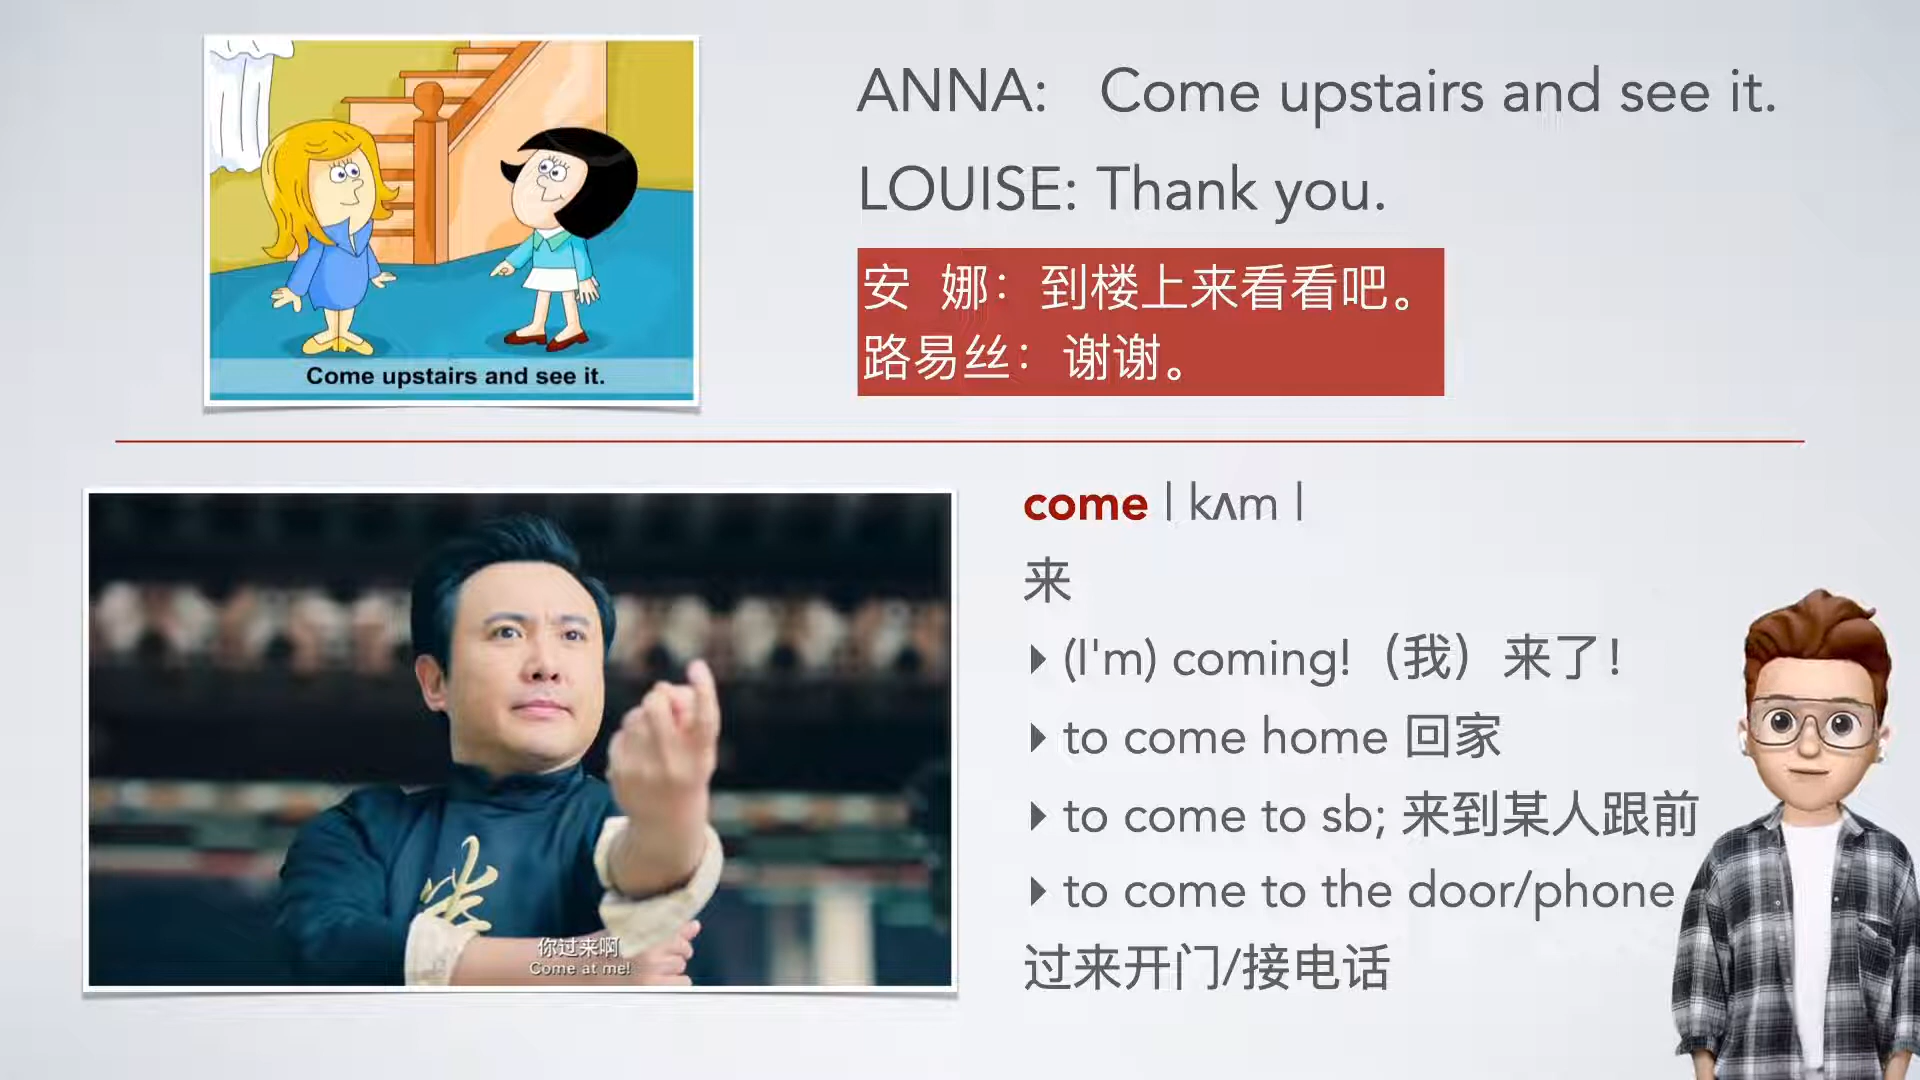 ANNA: Come upstairs and see it.
LOUISE: Thank you.
安 娜：到楼上来看看吧。
路易丝：谢谢。
Come upstairs and see it.
come | kʌm |
来
▶ (I'm) coming!（我）来了！
▶ to come home 回家
▶ to come to sb; 来到某人跟前
▶ to come to the door/phone
过来开门/接电话
你过来啊
Come at me!